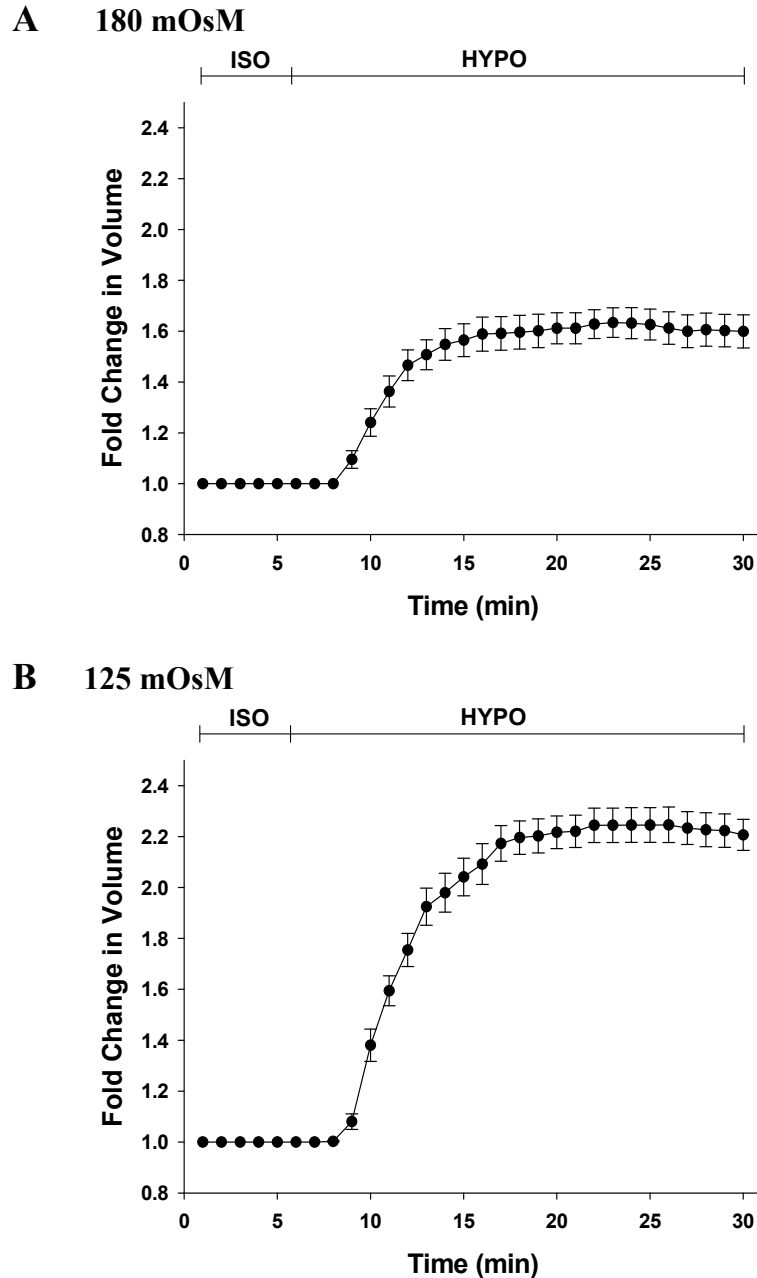 A 180 mOsM
ISO HYPO
Fold Change in Volume
2.4
2.2
2.0
1.8
1.6
1.4
1.2
1.0
0.8
0 5 10 15 20 25 30
Time (min)
B 125 mOsM
ISO HYPO
Fold Change in Volume
2.4
2.2
2.0
1.8
1.6
1.4
1.2
1.0
0.8
0 5 10 15 20 25 30
Time (min)